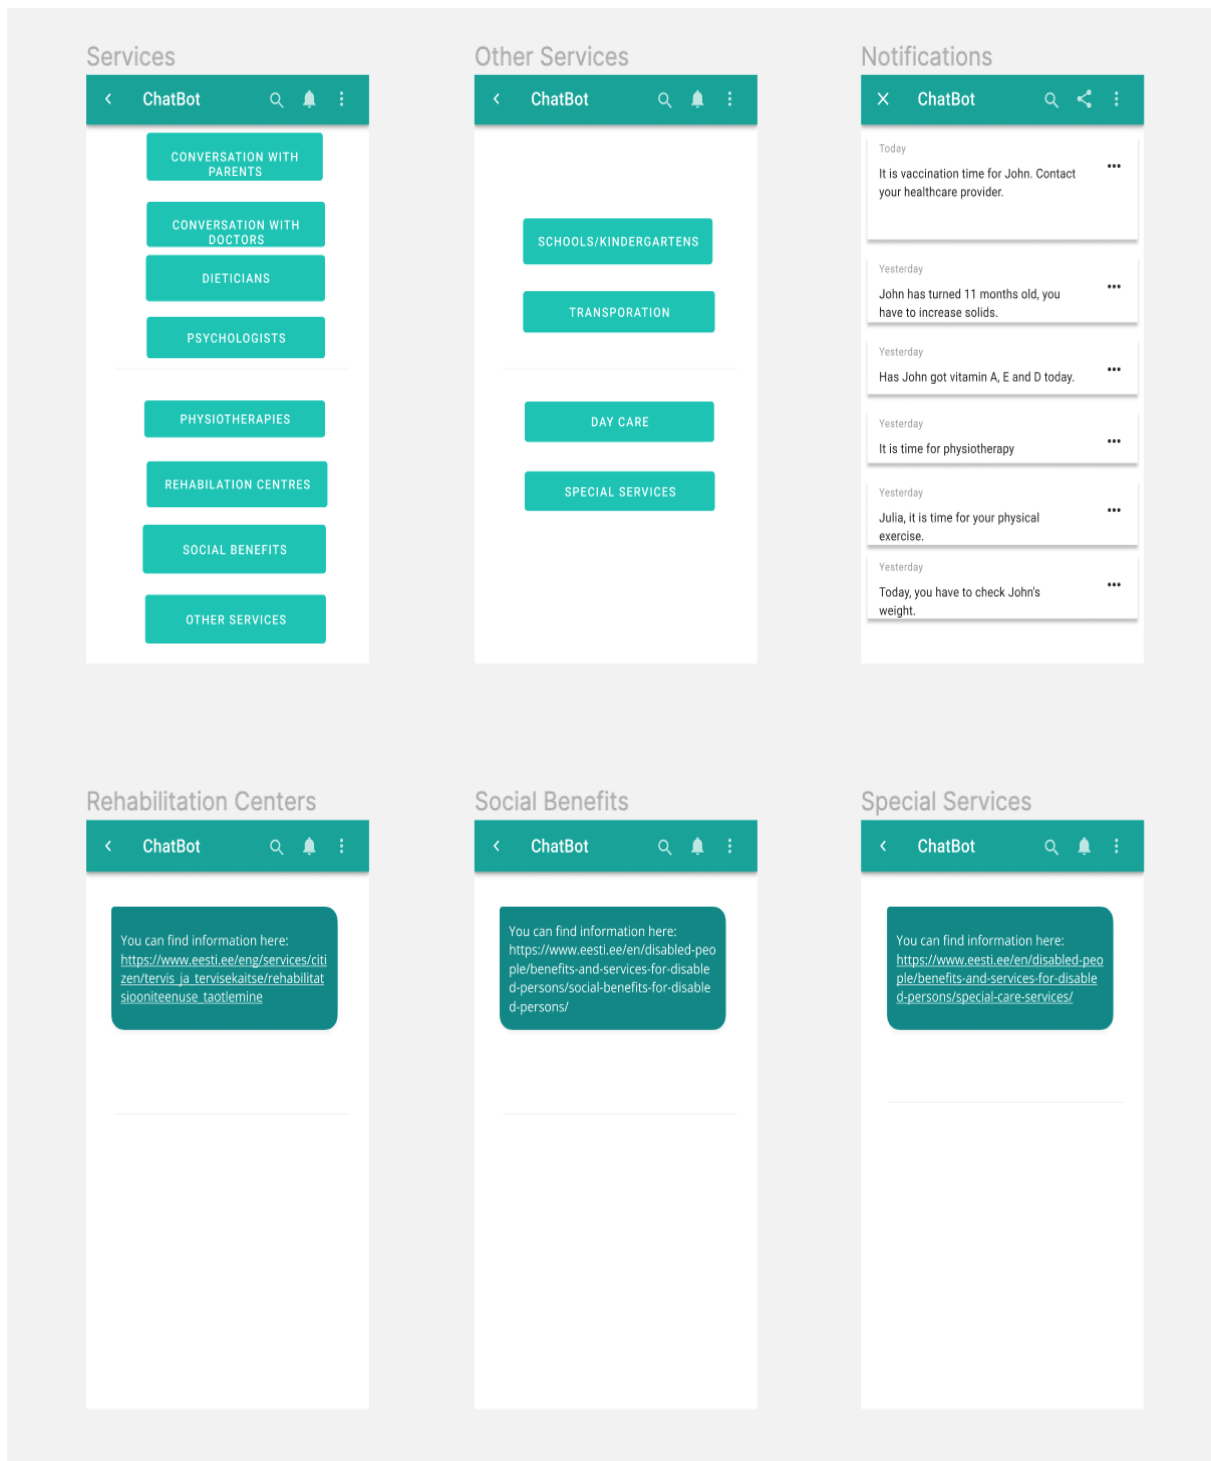 Services
ChatBot
CONVERSATION WITH
PARENTS
CONVERSATION WITH
DOCTORS
DIETICIANS
PSYCHOLOGISTS
PHYSIOTHERAPIES
REHABILATION CENTRES
SOCIAL BENEFITS
OTHER SERVICES
Other Services
ChatBot
SCHOOLS/KINDERGARTENS
TRANSPORATION
DAY CARE
SPECIAL SERVICES
Notifications
ChatBot
Today
It is vaccination time for John. Contact
your healthcare provider.
Yesterday
John has turned 11 months old, you
have to increase solids.
Yesterday
Has John got vitamin A, E and D today.
Yesterday
It is time for physiotherapy
Yesterday
Julia, it is time for your physical
exercise.
Yesterday
Today, you have to check John's
weight.
Rehabilitation Centers
ChatBot
You can find information here:
https://www.eesti.ee/eng/services/citi
zen/tervis_ja_tervisekaitse/rehabilitat
siooniteenuse_taotlemine
Social Benefits
ChatBot
You can find information here:
https://www.eesti.ee/en/disabled-peo
ple/benefits-and-services-for-disable
d-persons/social-benefits-for-disable
d-persons/
Special Services
ChatBot
You can find information here:
https://www.eesti.ee/en/disabled-peo
ple/benefits-and-services-for-disable
d-persons/special-care-services/